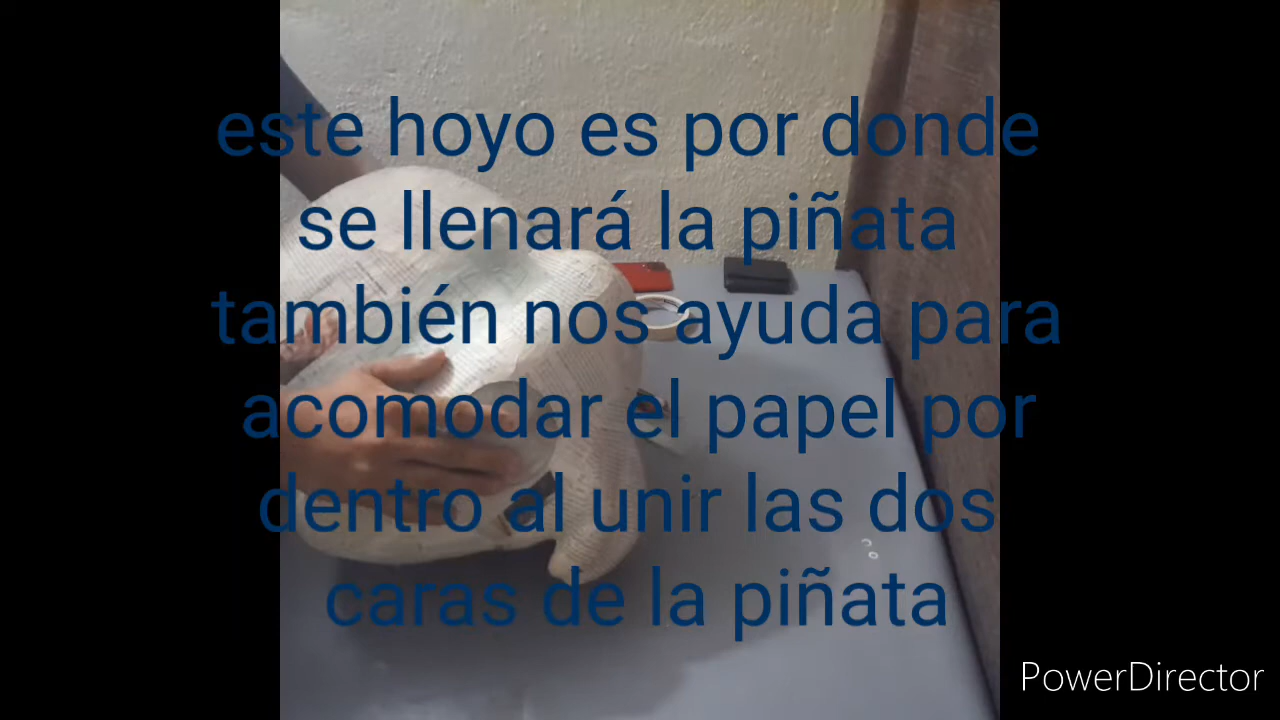 este hoyo es por donde
se llenará la piñata
también nos ayuda para
acomodar el papel por
dentro al unir las dos
caras de la piñata
PowerDirector